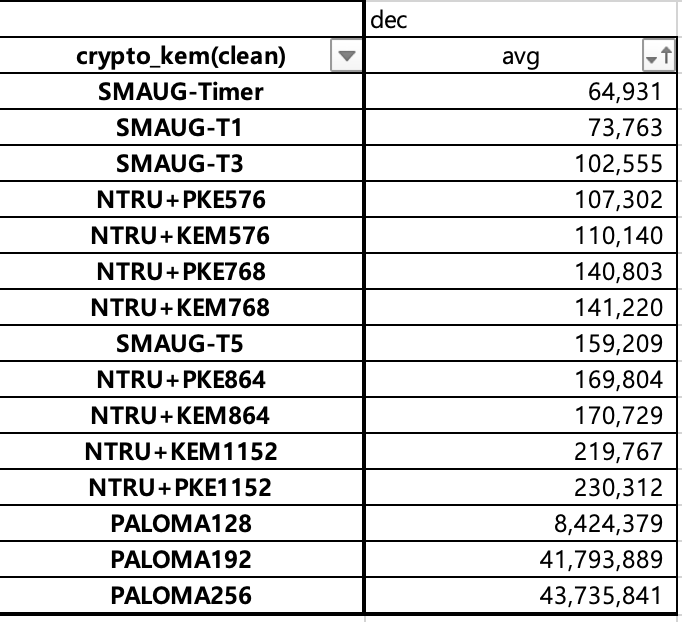 dec
crypto_kem(clean) avg
SMAUG-Timer 64,931
SMAUG-T1 73,763
SMAUG-T3 102,555
NTRU+PKE576 107,302
NTRU+KEM576 110,140
NTRU+PKE768 140,803
NTRU+KEM768 141,220
SMAUG-T5 159,209
NTRU+PKE864 169,804
NTRU+KEM864 170,729
NTRU+KEM1152 219,767
NTRU+PKE1152 230,312
PALOMA128 8,424,379
PALOMA192 41,793,889
PALOMA256 43,735,841